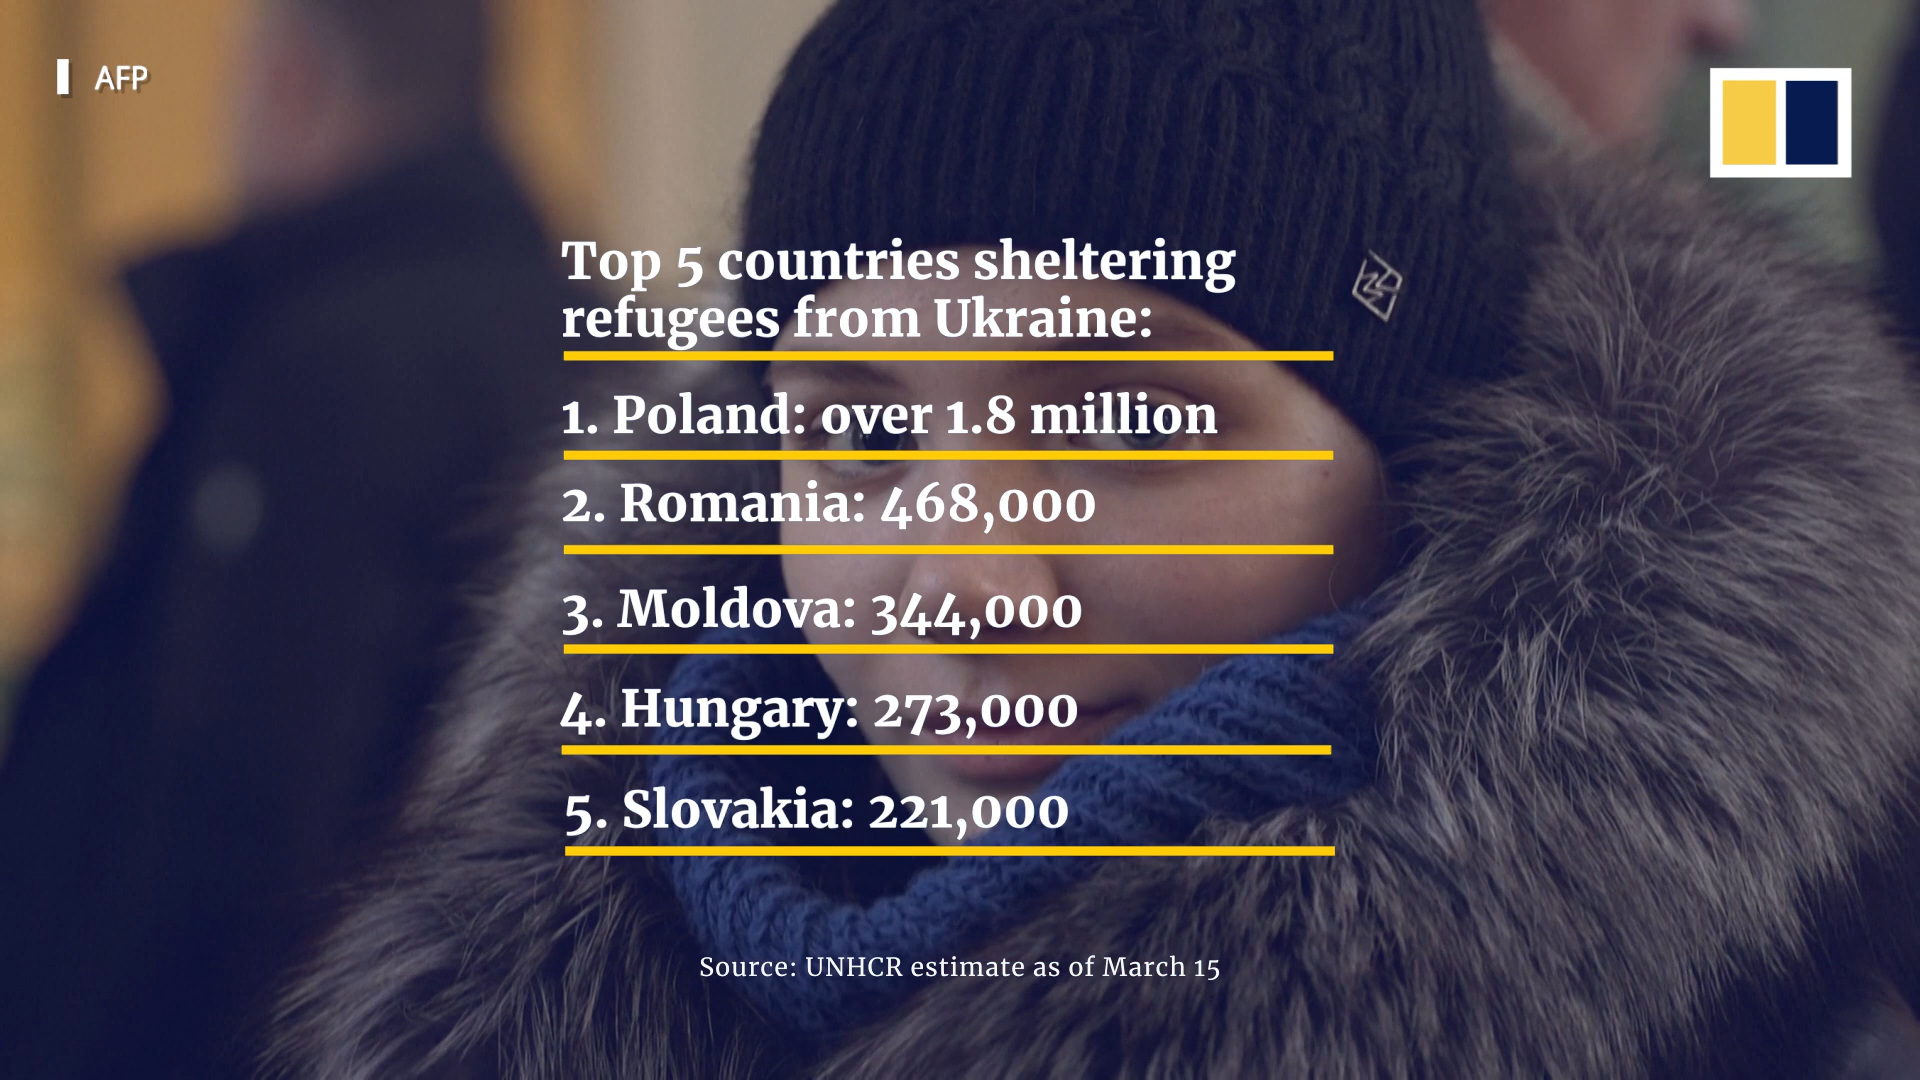 AFP
Top 5 countries sheltering
refugees from Ukraine:
1. Poland: over 1.8 million
2. Romania: 468,000
3. Moldova: 344,000
4. Hungary: 273,000
5. Slovakia: 221,000
Source: UNHCR estimate as of March 15